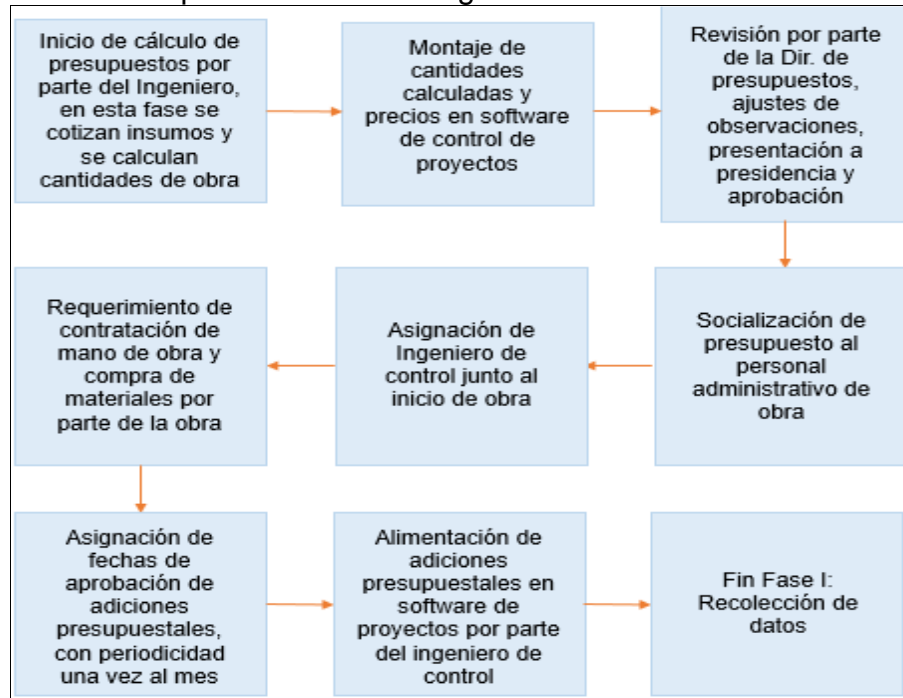 Inicio de cálculo de
presupuestos por
parte del Ingeniero,
en esta fase se
cotizan insumos y
se calculan
cantidades de obra
Montaje de
cantidades
calculadas y
precios en software
de control de
proyectos
Revisión por parte
de la Dir. de
presupuestos,
ajustes de
observaciones,
presentación a
presidencia y
aprobación
Socialización de
presupuesto al
personal
administrativo de
obra
Asignación de
Ingeniero de
control junto al
inicio de obra
Requerimiento de
contratación de
mano de obra y
compra de
materiales por
parte de la obra
Asignación de
fechas de
aprobación de
adiciones
presupuestales,
con periodicidad
una vez al mes
Alimentación de
adiciones
presupuestales en
software de
proyectos por parte
del ingeniero de
control
Fin Fase I:
Recolección de
datos